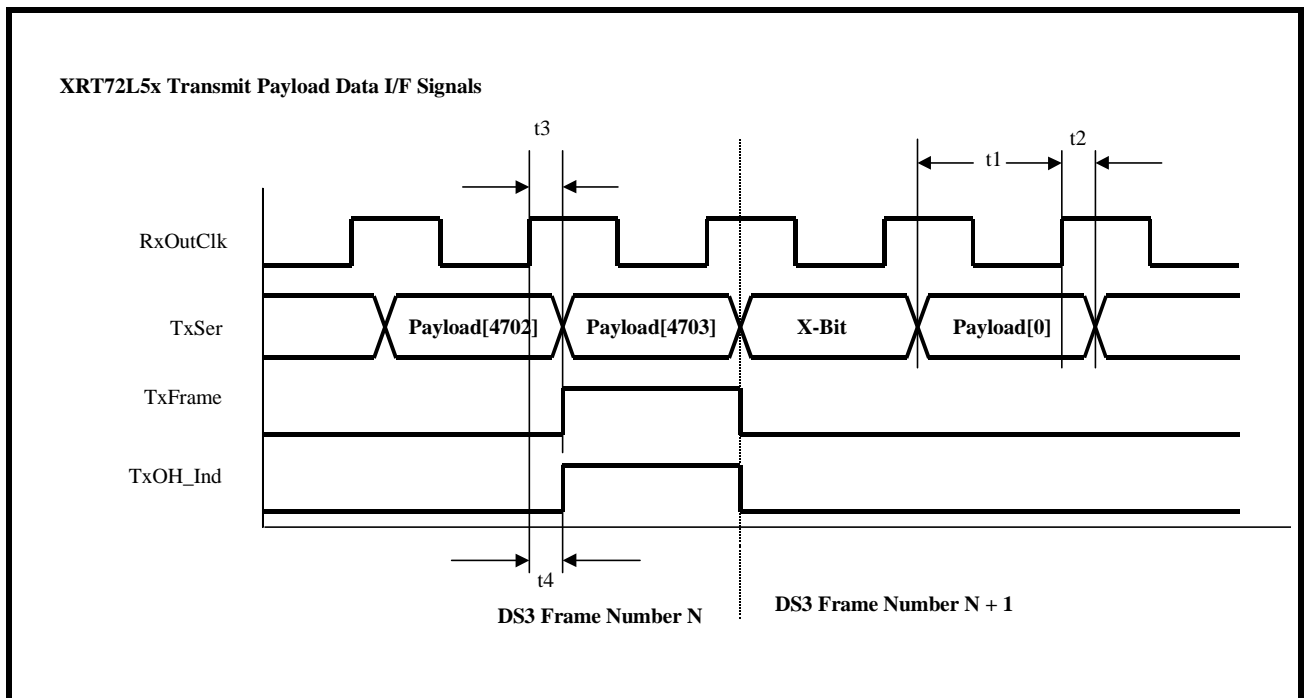 XRT72L5x Transmit Payload Data I/F Signals
t3
t2
t1
RxOutClk
TxSer
Payload[4702]
Payload[4703]
X-Bit
Payload[0]
TxFrame
TxOH_Ind
t4
DS3 Frame Number N
DS3 Frame Number N + 1